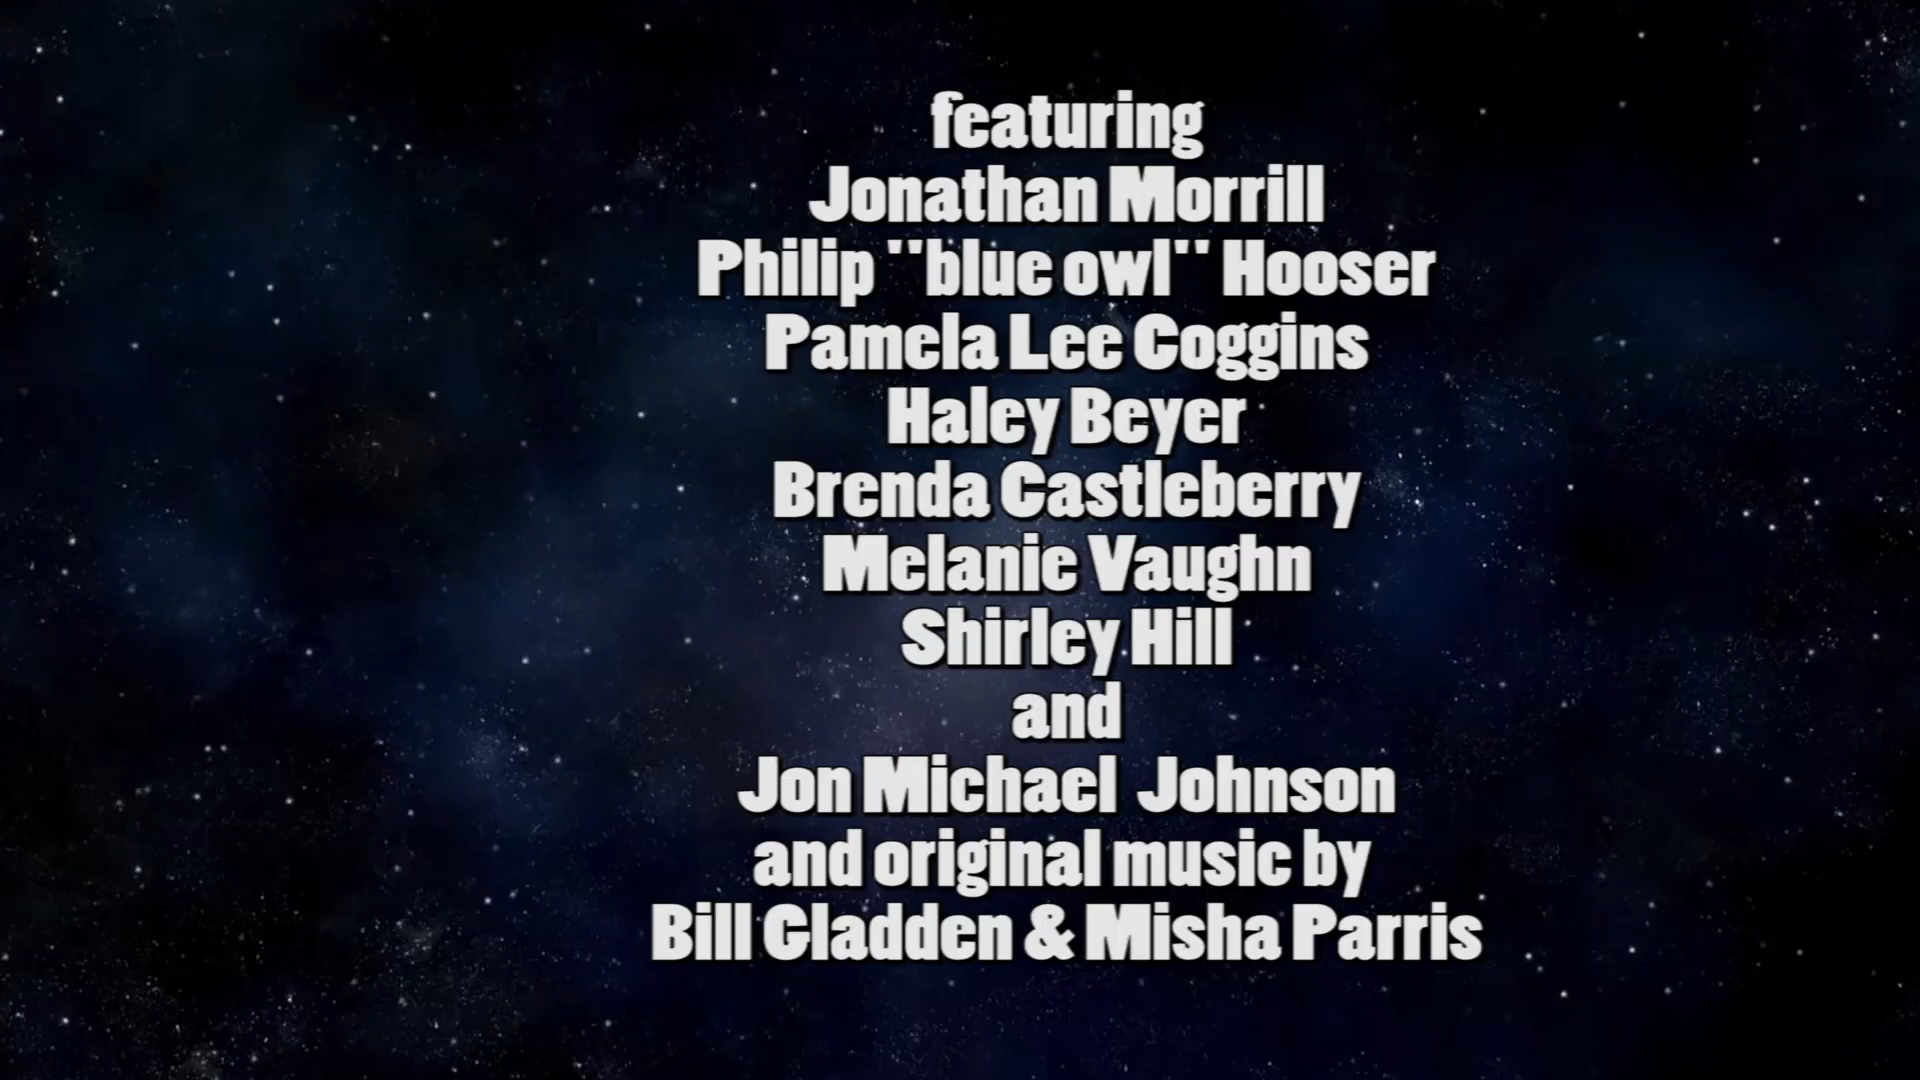 featuring
Jonathan Morrill
Philip "blue owl" Hooser
Pamela Lee Coggins
Haley Beyer
Brenda Castleberry
Melanie Vaughn
Shirley Hill
and
Jon Michael Johnson
and original music by
Bill Gladden & Misha Parris